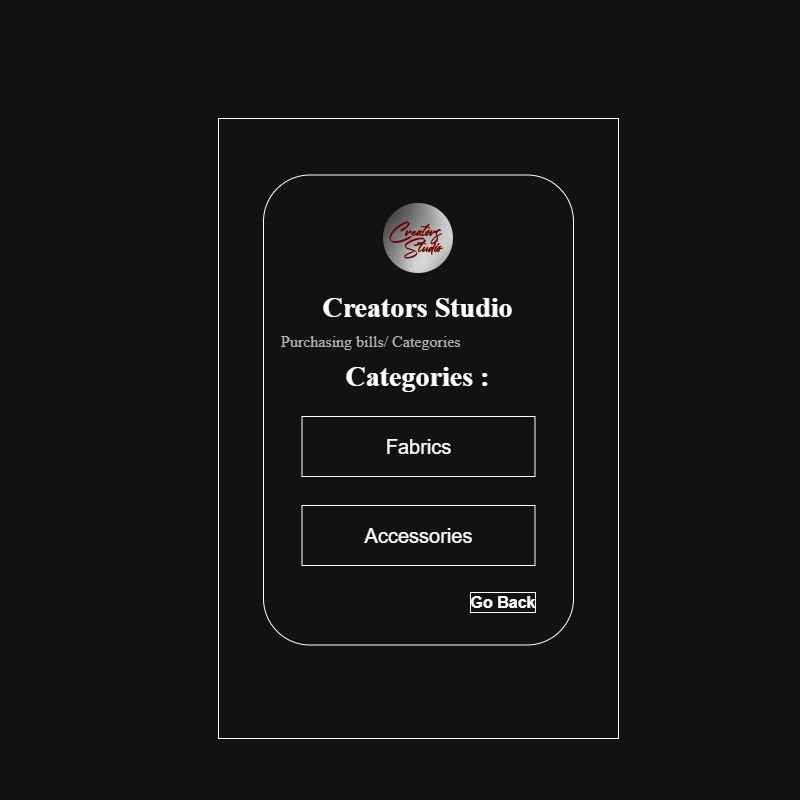 Creators
Studio
Creators Studio
Purchasing bills/ Categories
Categories :
Fabrics
Accessories
Go Back